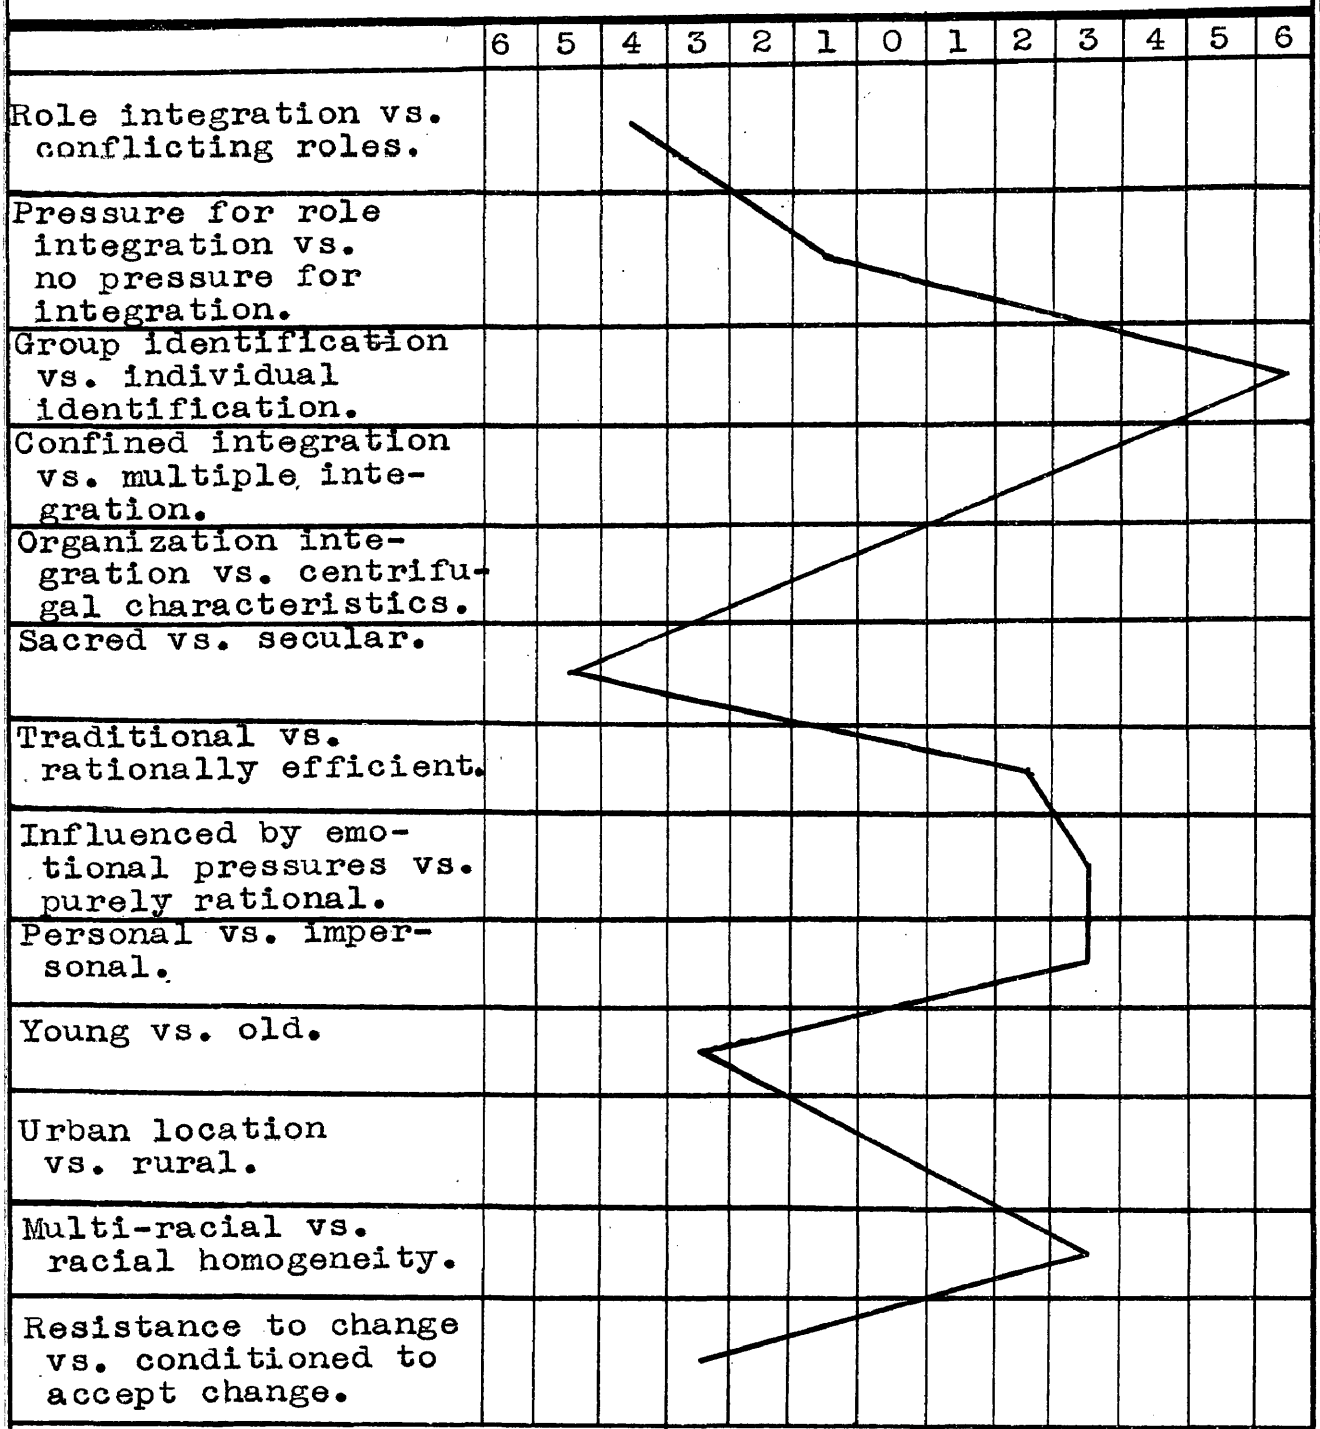 6 5 4 3 2 1 0 1 2 3 4 5 6
Role integration vs.
conflicting roles.
Pressure for role
integration vs.
no pressure for
integration.
Group identification
vs. individual
identification.
Confined integration
vs. multiple inte-
gration.
Organization inte-
gration vs. centrifu-
gal characteristics.
Sacred vs. secular.
Traditional vs.
rationally efficient.
Influenced by emo-
tional pressures vs.
purely rational.
Personal vs. imper-
sonal.
Young vs. old.
Urban location
vs. rural.
Multi-racial vs.
racial homogeneity.
Resistance to change
vs. conditioned to
accept change.